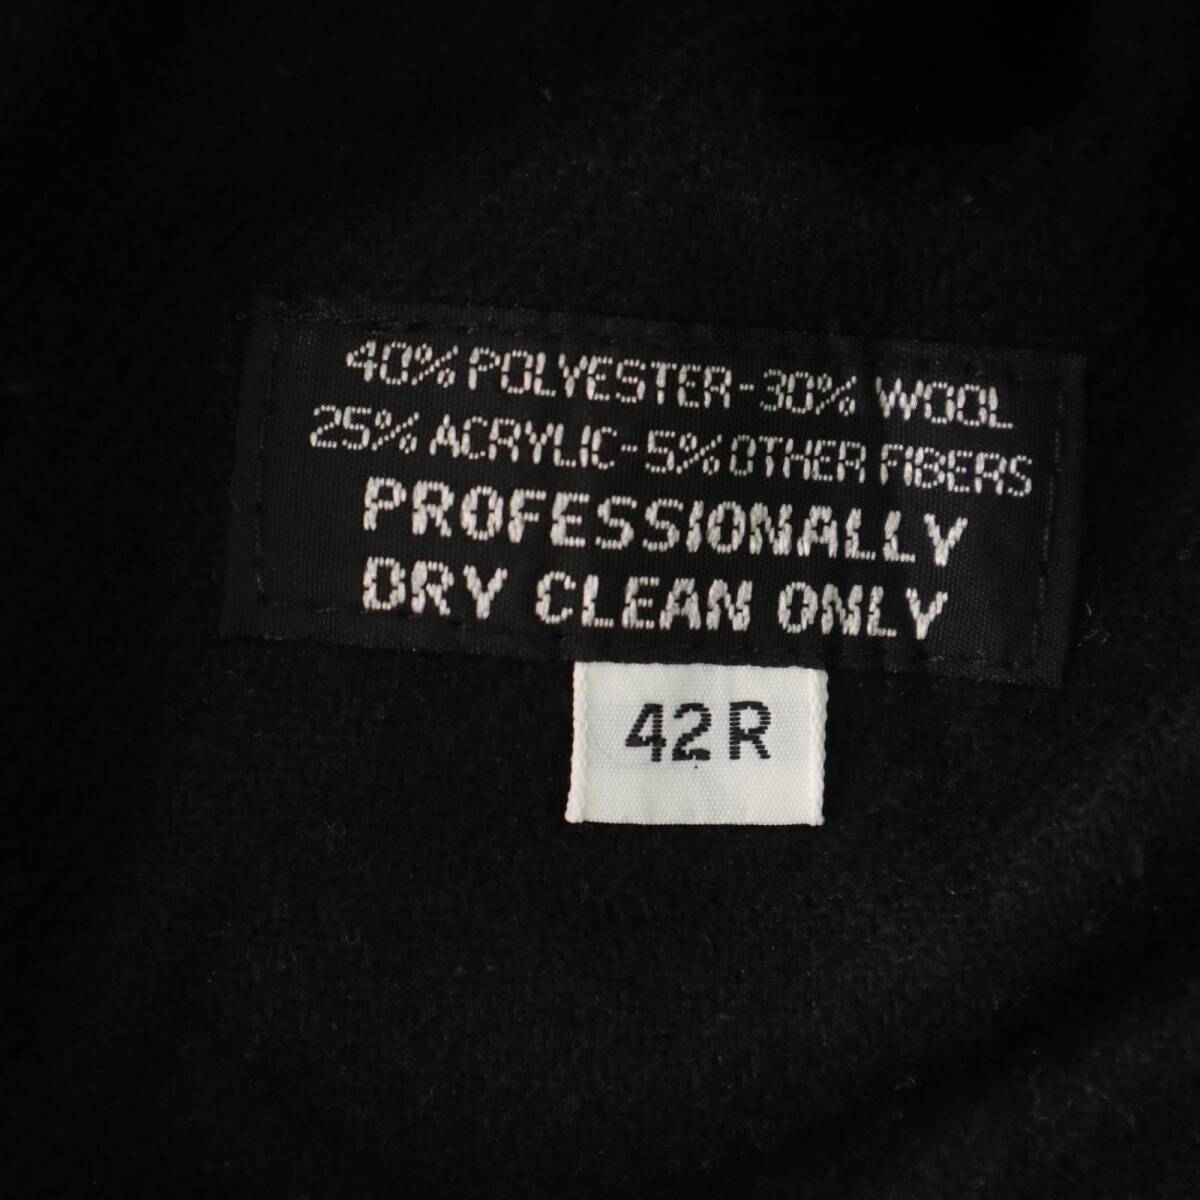 40% POLYESTER-30% WOOL
25% ACRYLIC-5% OTHER FIBERS
PROFESSIONALLY
DRY CLEAN ONLY
42R